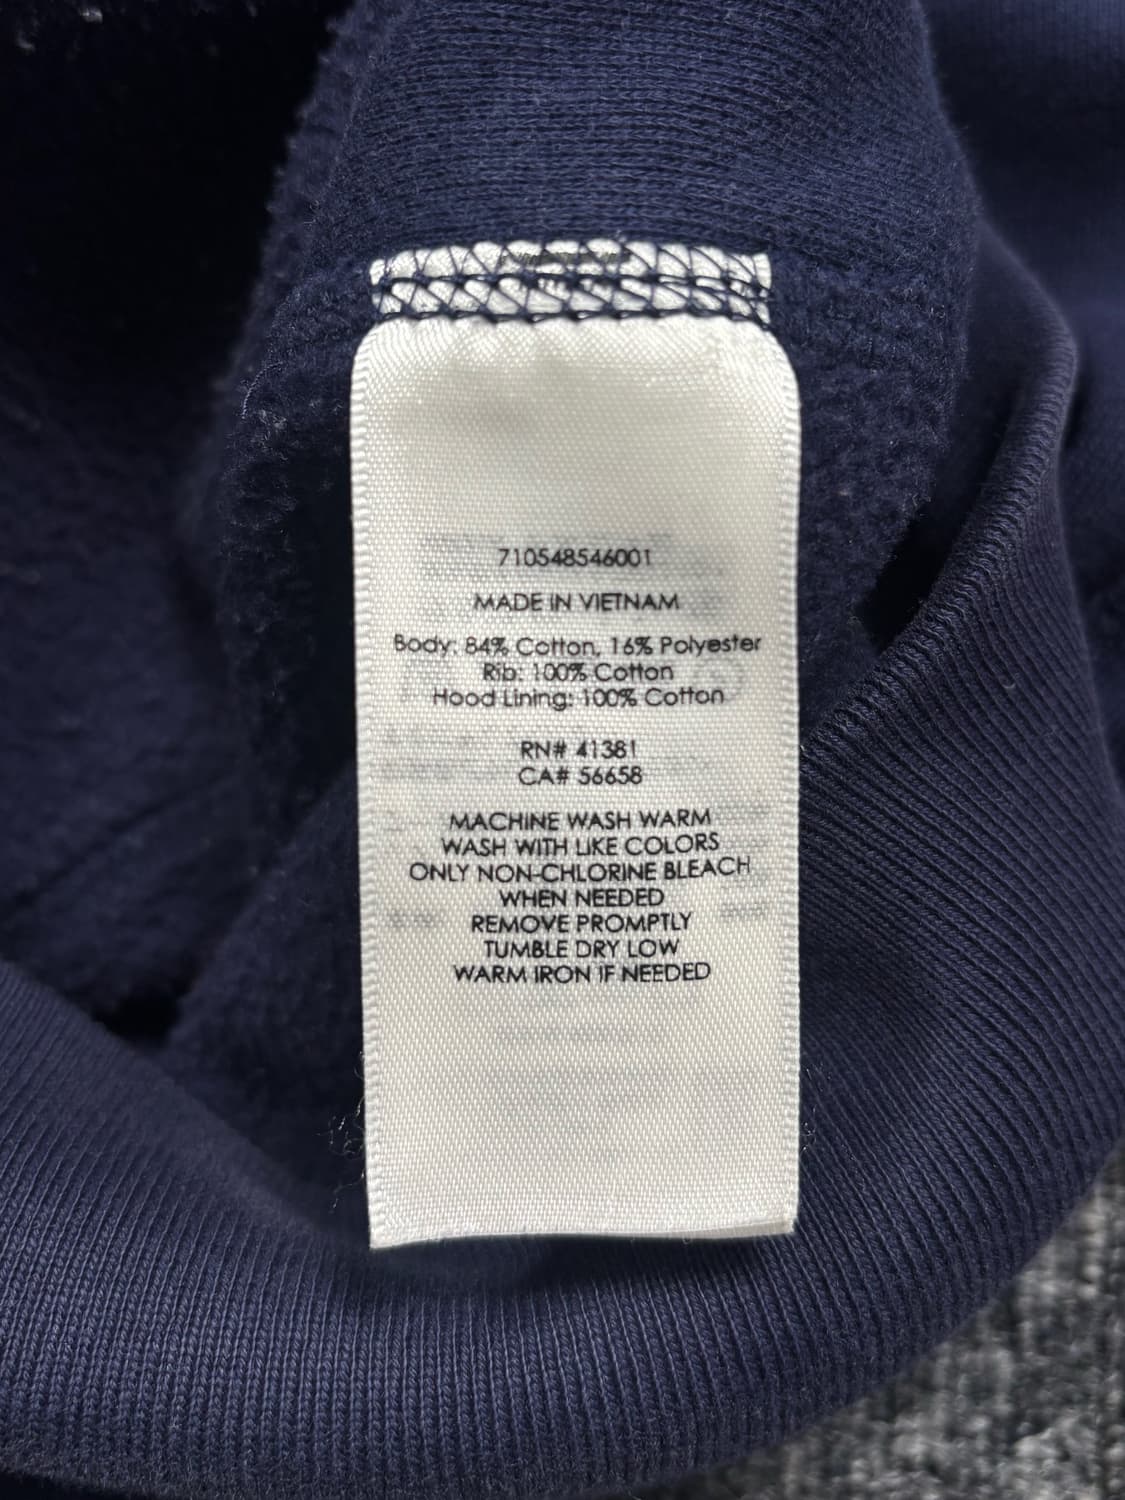 710548546001
MADE IN VIETNAM
Body: 84% Cotton, 16% Polyester
Rib: 100% Cotton
Hood Lining: 100% Cotton
RN# 41381
CA# 56658
MACHINE WASH WARM
WASH WITH LIKE COLORS
ONLY NON-CHLORINE BLEACH
WHEN NEEDED
REMOVE PROMPTLY
TUMBLE DRY LOW
WARM IRON IF NEEDED